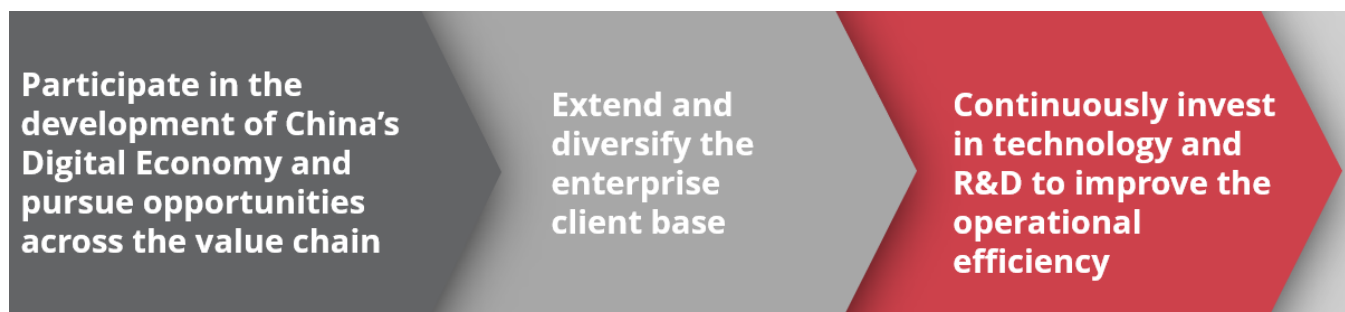 Participate in the
development of China’s
Digital Economy and
pursue opportunities
across the value chain
Extend and
diversify the
enterprise
client base
Continuously invest
in technology and
R&D to improve the
operational
efficiency